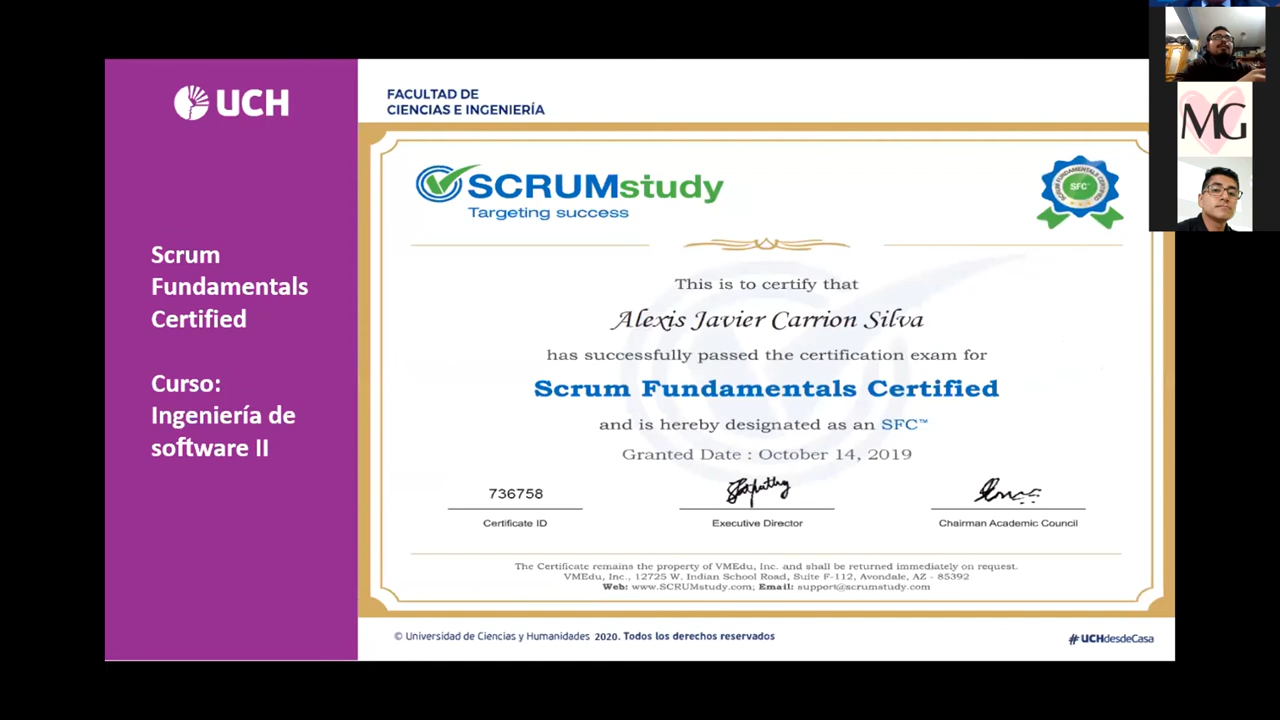 UCH
FACULTAD DE
CIENCIAS E INGENIERÍA
Scrum
Fundamentals
Certified
Curso:
Ingeniería de
software II
SCRUMstudy
Targeting success
SCRUM FUNDAMENTALS CERTIFIED
SFC™
This is to certify that
Alexis Javier Carrion Silva
has successfully passed the certification exam for
Scrum Fundamentals Certified
and is hereby designated as an SFC™
Granted Date : October 14, 2019
736758
Certificate ID
Executive Director
Chairman Academic Council
The Certificate remains the property of VMEdu, Inc. and shall be returned immediately on request.
VMEdu, Inc., 12725 W. Indian School Road, Suite F-112, Avondale, AZ - 85392
Web: www.SCRUMstudy.com; Email: support@scrumstudy.com
© Universidad de Ciencias y Humanidades 2020. Todos los derechos reservados
#UCHdesdeCasa
MG